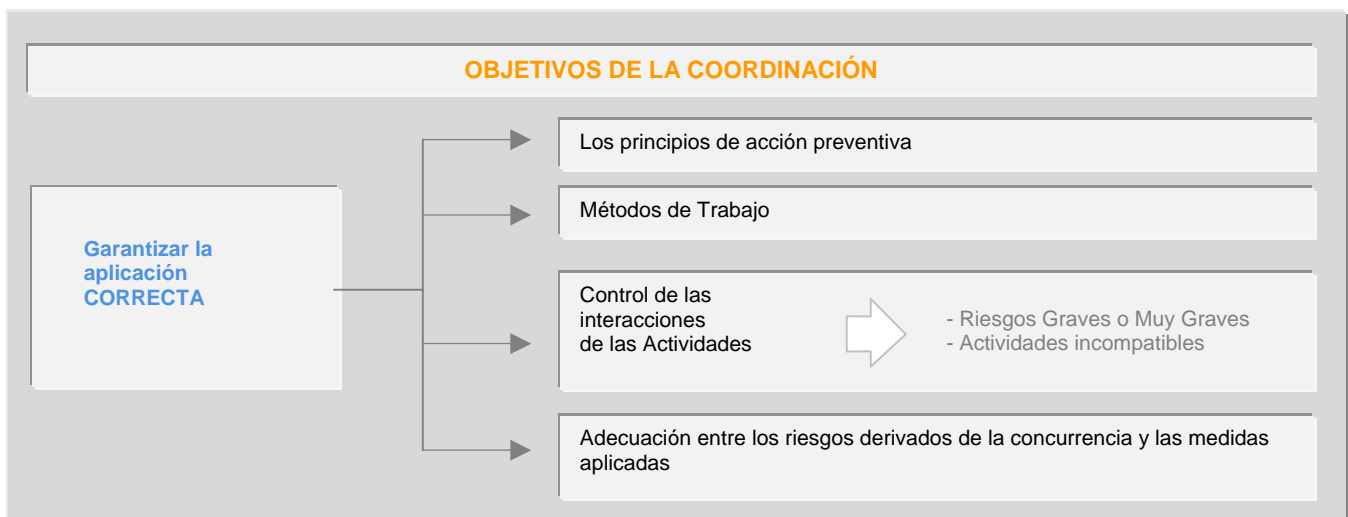 OBJETIVOS DE LA COORDINACIÓN
Garantizar la
aplicación
CORRECTA
Los principios de acción preventiva
Métodos de Trabajo
Control de las
interacciones
de las Actividades
- Riesgos Graves o Muy Graves
- Actividades incompatibles
Adecuación entre los riesgos derivados de la concurrencia y las medidas
aplicadas